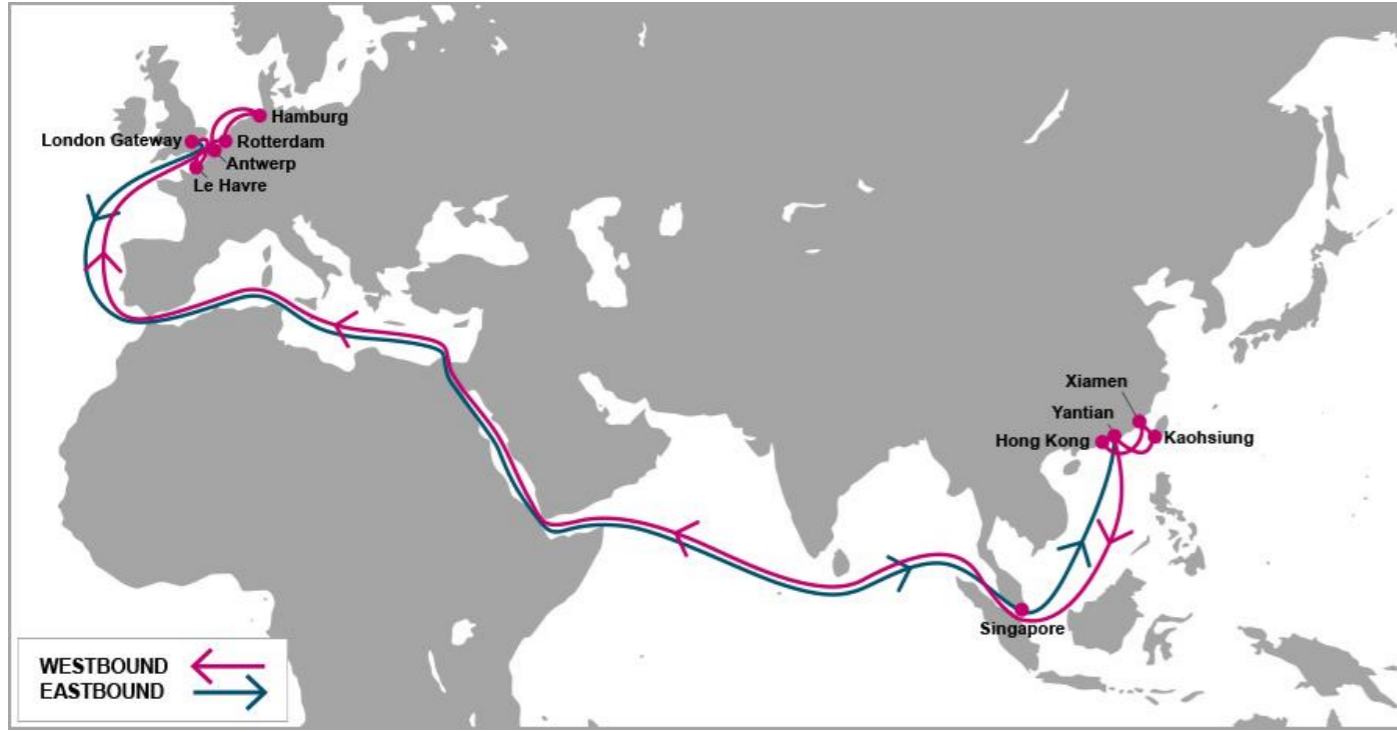 Hamburg
London Gateway
Rotterdam
Antwerp
Le Havre
Xiamen
Yantian
Hong Kong
Kaohsiung
Singapore
WESTBOUND
EASTBOUND